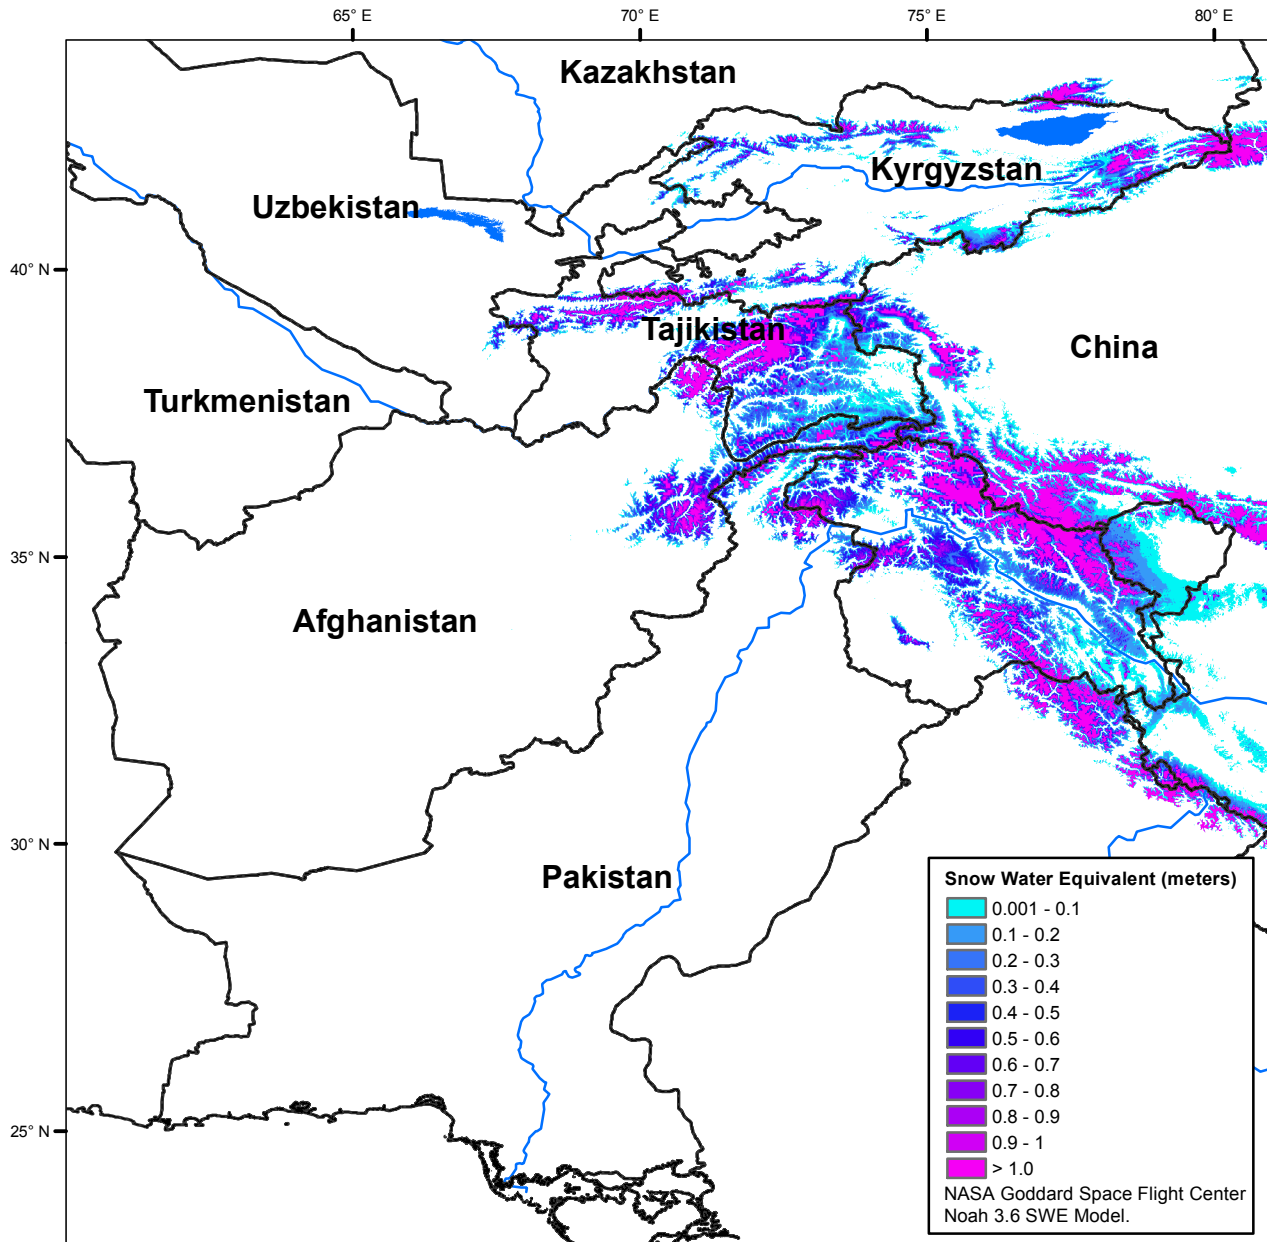 65° E
70° E
75° E
80° E
Kazakhstan
Kyrgyzstan
Uzbekistan
40° N
Tajikistan
China
Turkmenistan
35° N
Afghanistan
30° N
Pakistan
25° N
Snow Water Equivalent (meters)
0.001 - 0.1
0.1 - 0.2
0.2 - 0.3
0.3 - 0.4
0.4 - 0.5
0.5 - 0.6
0.6 - 0.7
0.7 - 0.8
0.8 - 0.9
0.9 - 1
> 1.0
NASA Goddard Space Flight Center
Noah 3.6 SWE Model.